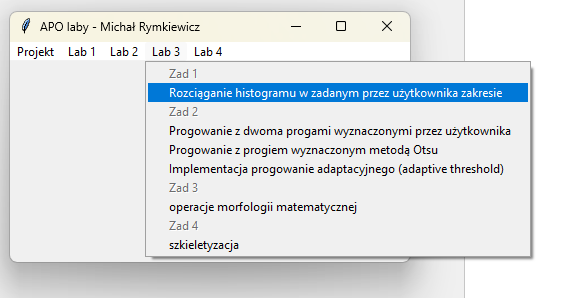 APO laby - Michał Rymkiewicz
Projekt Lab 1 Lab 2 Lab 3 Lab 4
Zad 1
Rozciąganie histogramu w zadanym przez użytkownika zakresie
Zad 2
Progowanie z dwoma progami wyznaczonymi przez użytkownika
Progowanie z progiem wyznaczonym metodą Otsu
Implementacja progowanie adaptacyjnego (adaptive threshold)
Zad 3
operacje morfologii matematycznej
Zad 4
szkieletyzacja